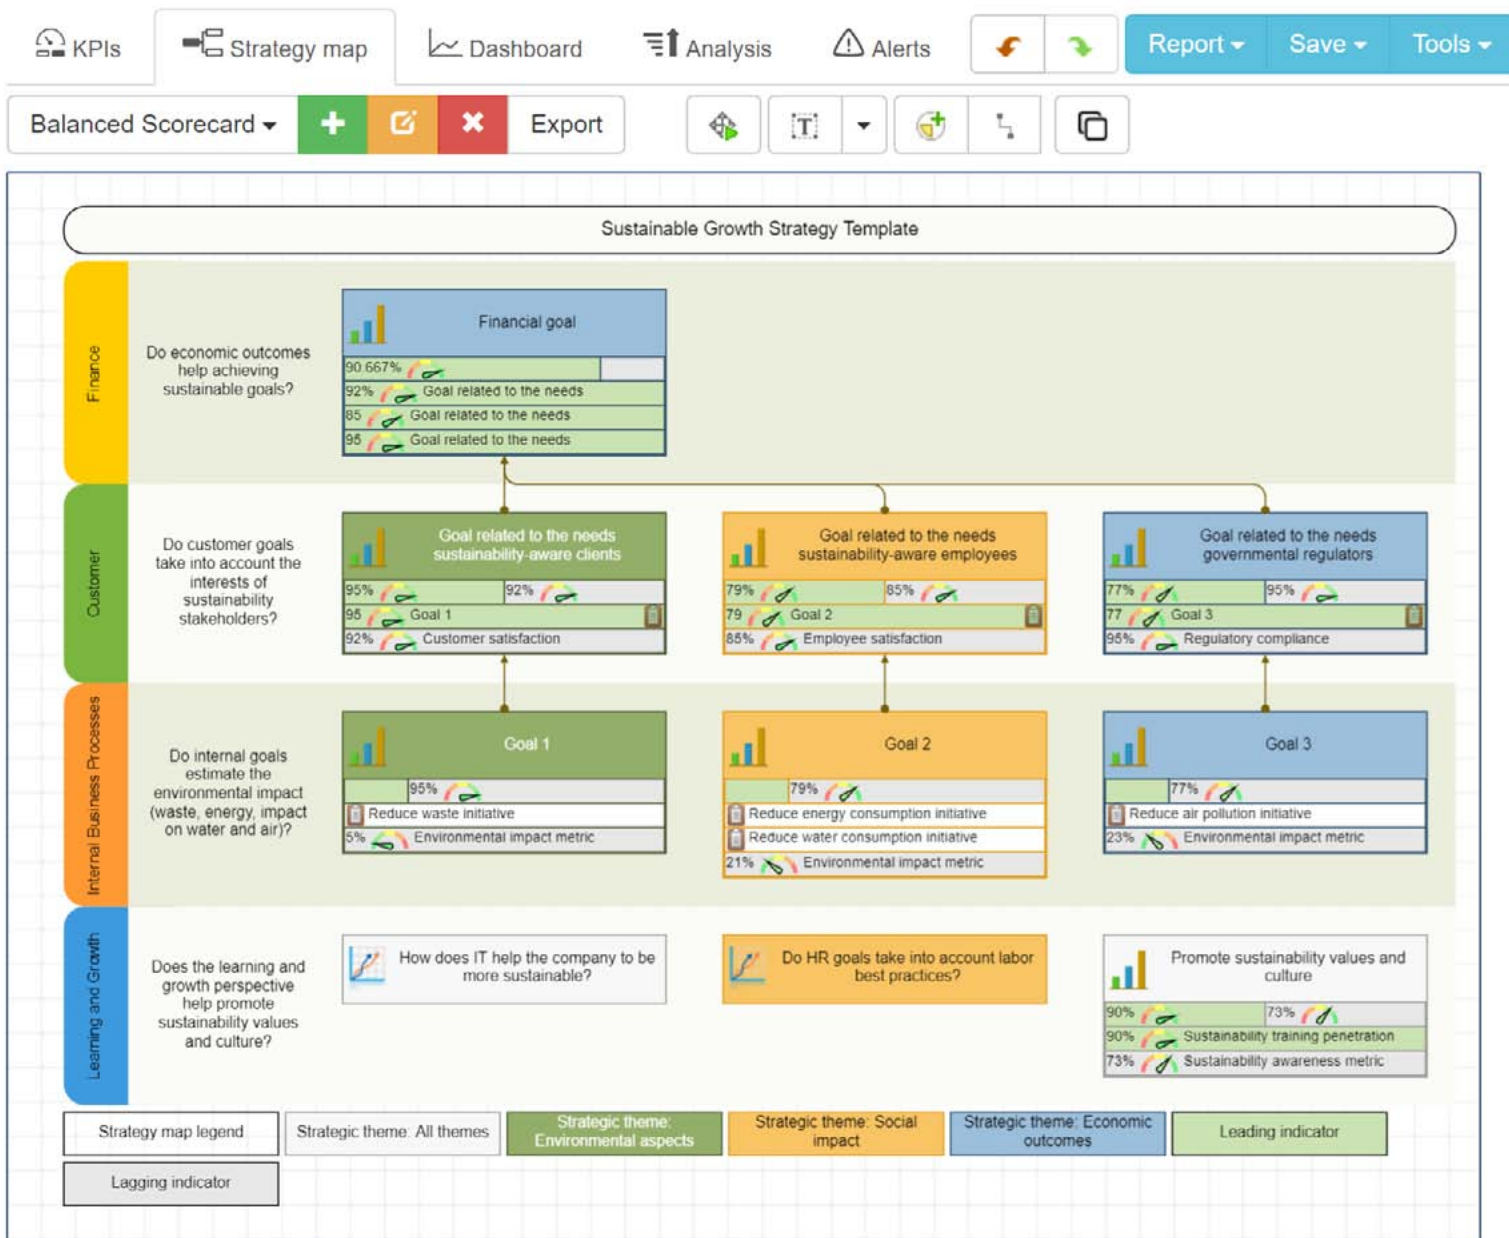 KPIs
Strategy map
Dashboard
Analysis
Alerts
Report
Save
Tools
Balanced Scorecard
Export
T
Sustainable Growth Strategy Template
Finance
Do economic outcomes
help achieving
sustainable goals?
Financial goal
90.667%
92% Goal related to the needs
85 Goal related to the needs
95 Goal related to the needs
Customer
Do customer goals
take into account the
interests of
sustainability
stakeholders?
Goal related to the needs
sustainability-aware clients
95% 92%
95 Goal 1
92% Customer satisfaction
Goal related to the needs
sustainability-aware employees
79% 85%
79 Goal 2
85% Employee satisfaction
Goal related to the needs
governmental regulators
77% 95%
77 Goal 3
95% Regulatory compliance
Internal Business Processes
Do internal goals
estimate the
environmental impact
(waste, energy, impact
on water and air)?
Goal 1
95%
Reduce waste initiative
5% Environmental impact metric
Goal 2
79%
Reduce energy consumption initiative
Reduce water consumption initiative
21% Environmental impact metric
Goal 3
77%
Reduce air pollution initiative
23% Environmental impact metric
Learning and Growth
Does the learning and
growth perspective
help promote
sustainability values
and culture?
How does IT help the company to be
more sustainable?
Do HR goals take into account labor
best practices?
Promote sustainability values and
culture
90% 73%
90% Sustainability training penetration
73% Sustainability awareness metric
Strategy map legend
Strategic theme: All themes
Strategic theme:
Environmental aspects
Strategic theme: Social
impact
Strategic theme: Economic
outcomes
Leading indicator
Lagging indicator